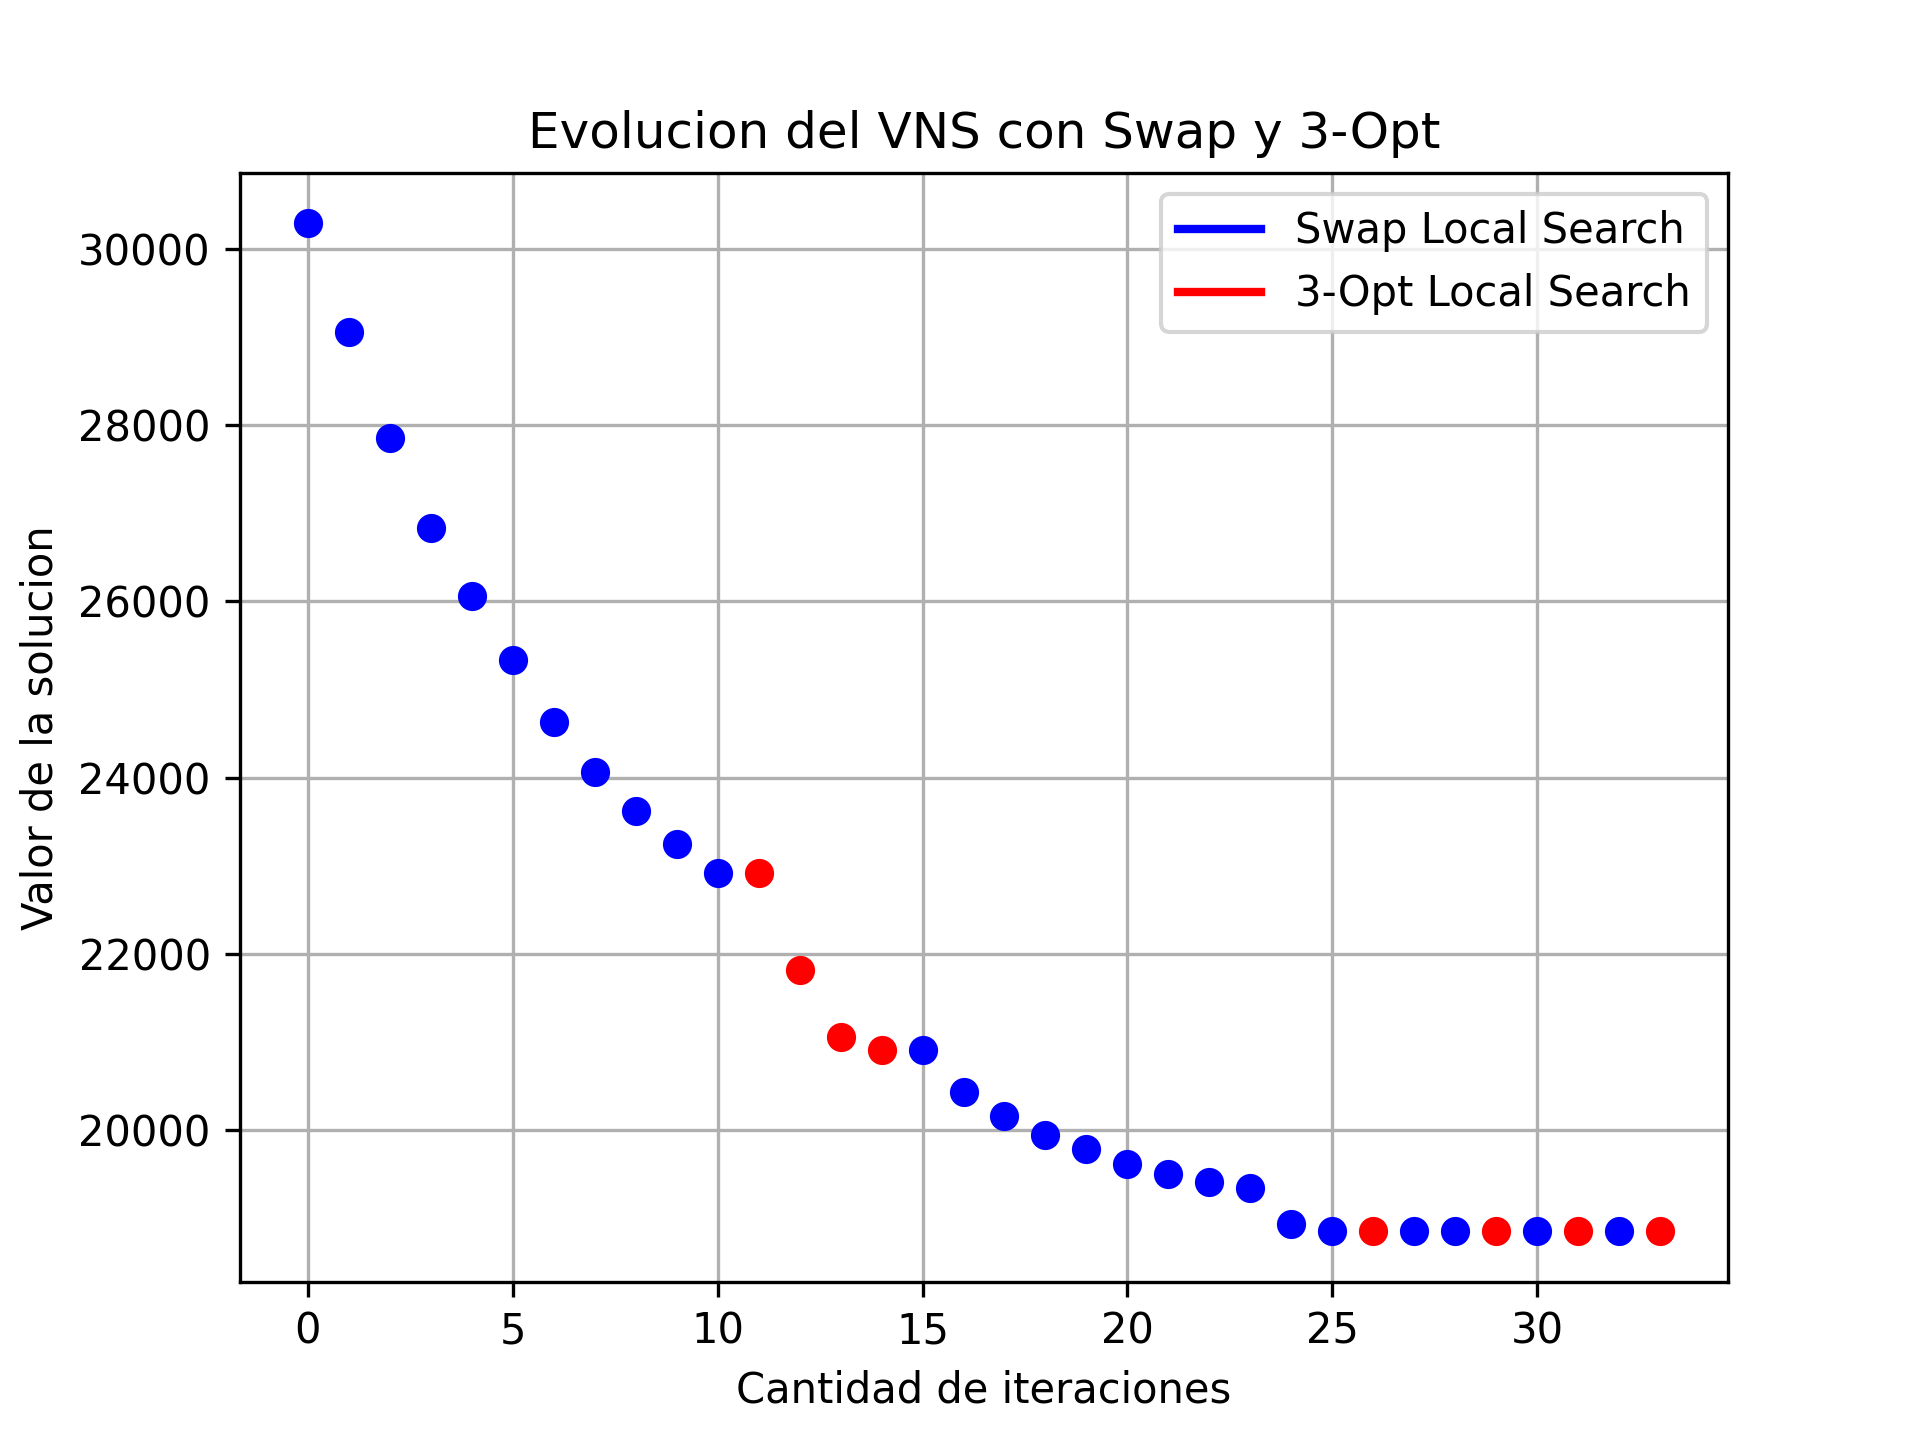 Evolucion del VNS con Swap y 3-Opt
Swap Local Search
3-Opt Local Search
Valor de la solucion
30000
28000
26000
24000
22000
20000
0 5 10 15 20 25 30
Cantidad de iteraciones